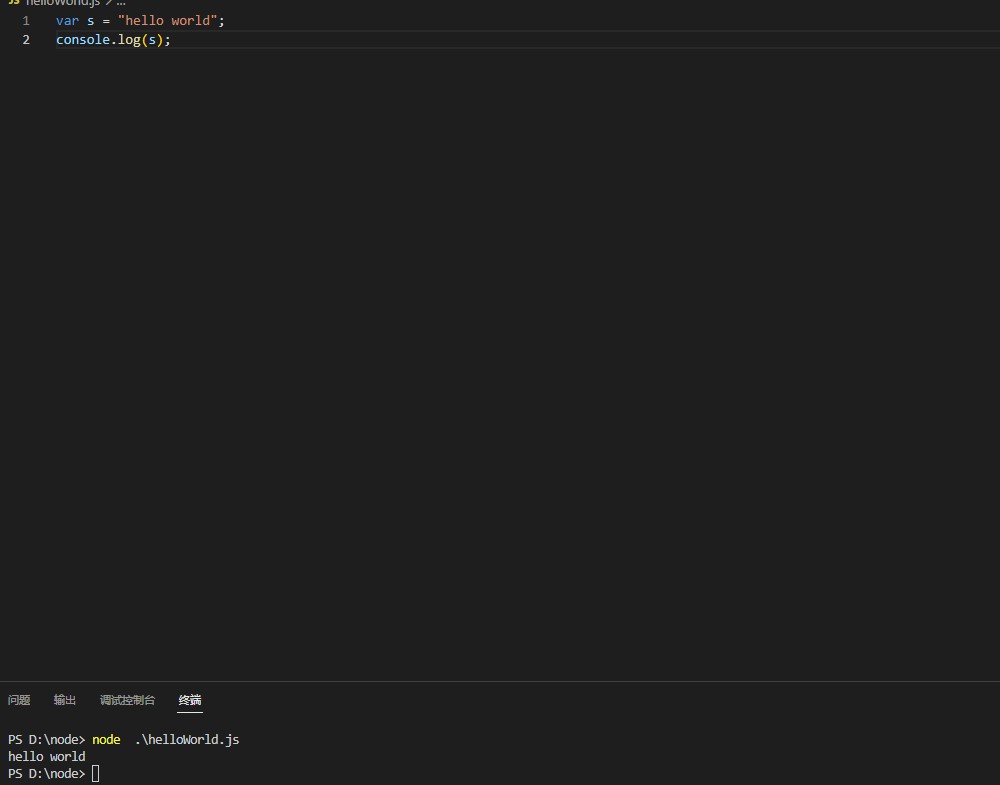 JS helloWorld.js > ...
1 var s = "hello world";
2 console.log(s);
问题 输出 调试控制台 终端
PS D:\node> node  .\helloWorld.js
hello world
PS D:\node>